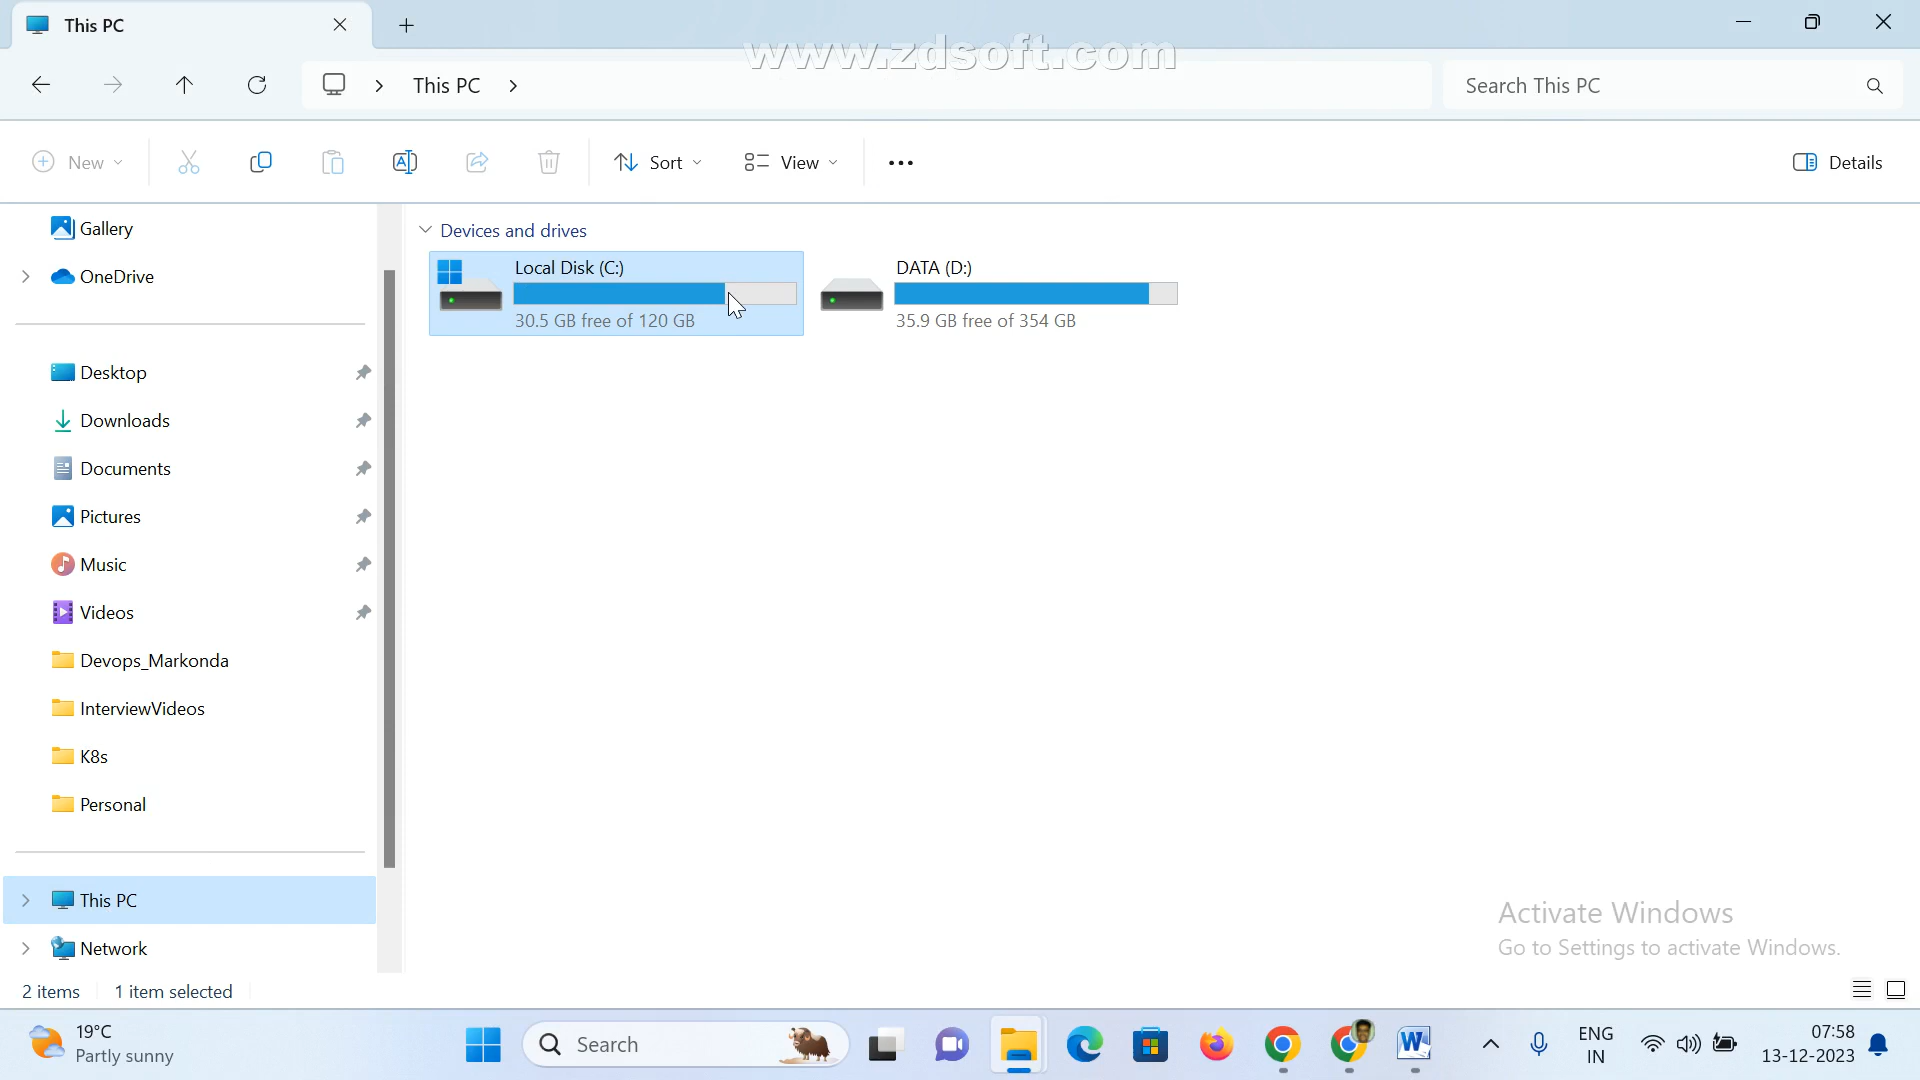 This PC
www.zdsoft.com
This PC
Search This PC
New
Sort
View
Details
Gallery
OneDrive
Desktop
Downloads
Documents
Pictures
Music
Videos
Devops_Markonda
InterviewVideos
K8s
Personal
This PC
Network
Devices and drives
Local Disk (C:)
30.5 GB free of 120 GB
DATA (D:)
35.9 GB free of 354 GB
Activate Windows
Go to Settings to activate Windows.
2 items
1 item selected
19°C
Partly sunny
Search
ENG
IN
07:58
13-12-2023